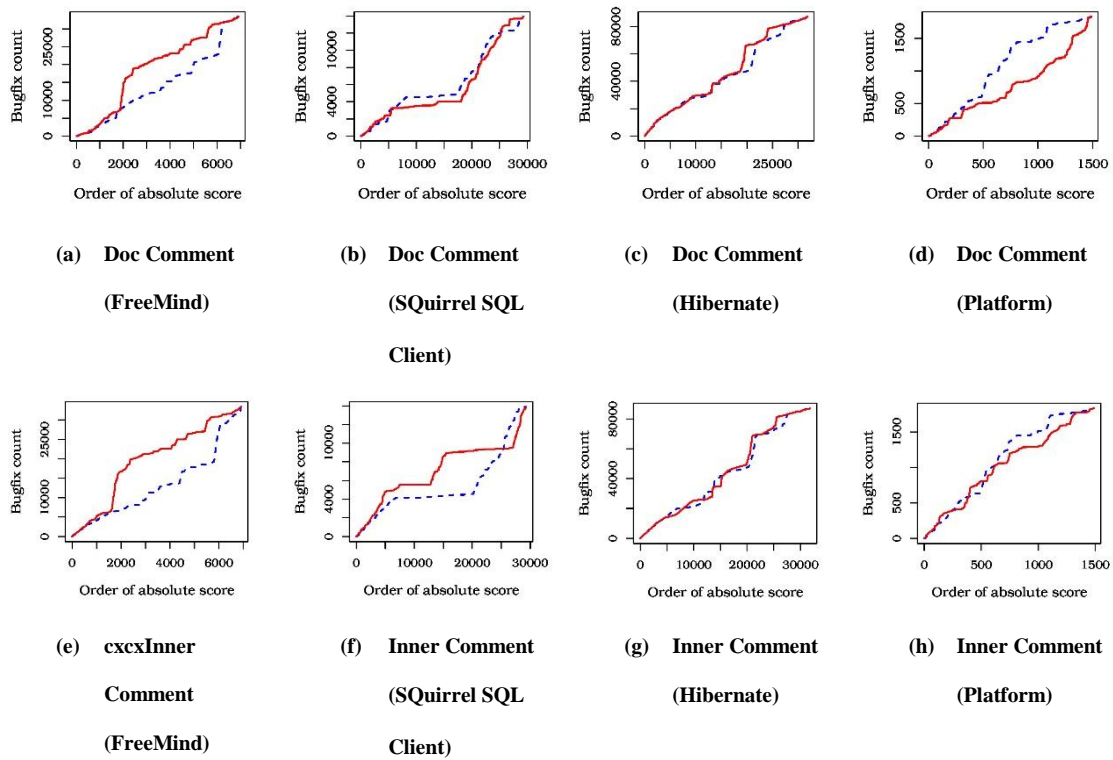 Bugfix count
0 10000 25000
0 2000 4000 6000
Order of absolute score
Bugfix count
0 4000 10000
0 10000 20000 30000
Order of absolute score
Bugfix count
0 40000 80000
0 10000 25000
Order of absolute score
Bugfix count
0 500 1500
0 500 1000 1500
Order of absolute score
(a) Doc Comment
(FreeMind)
(b) Doc Comment
(SQuirrel SQL
Client)
(c) Doc Comment
(Hibernate)
(d) Doc Comment
(Platform)
Bugfix count
0 10000 25000
0 2000 4000 6000
Order of absolute score
Bugfix count
0 4000 10000
0 10000 20000 30000
Order of absolute score
Bugfix count
0 40000 80000
0 10000 20000 30000
Order of absolute score
Bugfix count
0 500 1500
0 500 1000 1500
Order of absolute score
(e) cxcxInner
Comment
(FreeMind)
(f) Inner Comment
(SQuirrel SQL
Client)
(g) Inner Comment
(Hibernate)
(h) Inner Comment
(Platform)